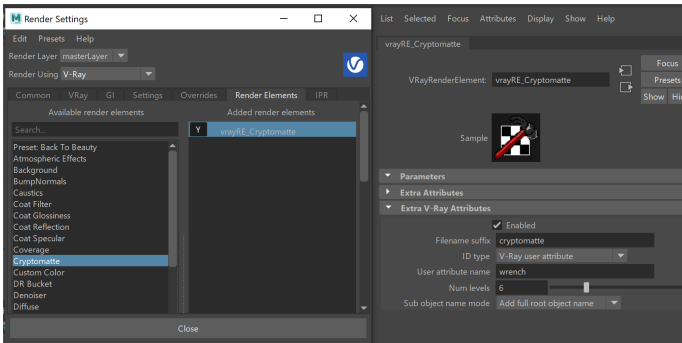 Render Settings
Edit Presets Help
Render Layer masterLayer
Render Using V-Ray
Common VRay GI Settings Overrides Render Elements IPR
Available render elements
Added render elements
Search...
Preset: Back To Beauty
Atmospheric Effects
Background
BumpNormals
Caustics
Coat Filter
Coat Glossiness
Coat Reflection
Coat Specular
Coverage
Cryptomatte
Custom Color
DR Bucket
Denoiser
Diffuse
Y vrayRE_Cryptomatte
Close
List Selected Focus Attributes Display Show Help
vrayRE_Cryptomatte
VRayRenderElement: vrayRE_Cryptomatte
Focus
Presets
Show Hi
Sample
Parameters
Extra Attributes
Extra V-Ray Attributes
Enabled
Filename suffix cryptomatte
ID type V-Ray user attribute
User attribute name wrench
Num levels 6
Sub object name mode Add full root object name